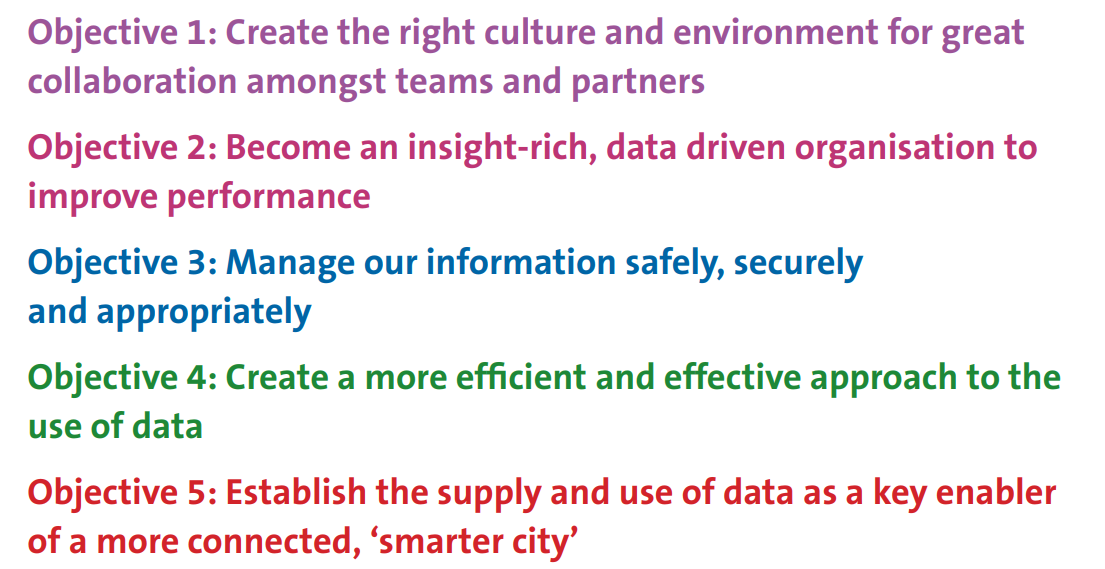 Objective 1: Create the right culture and environment for great
collaboration amongst teams and partners
Objective 2: Become an insight-rich, data driven organisation to
improve performance
Objective 3: Manage our information safely, securely
and appropriately
Objective 4: Create a more efficient and effective approach to the
use of data
Objective 5: Establish the supply and use of data as a key enabler
of a more connected, ‘smarter city’